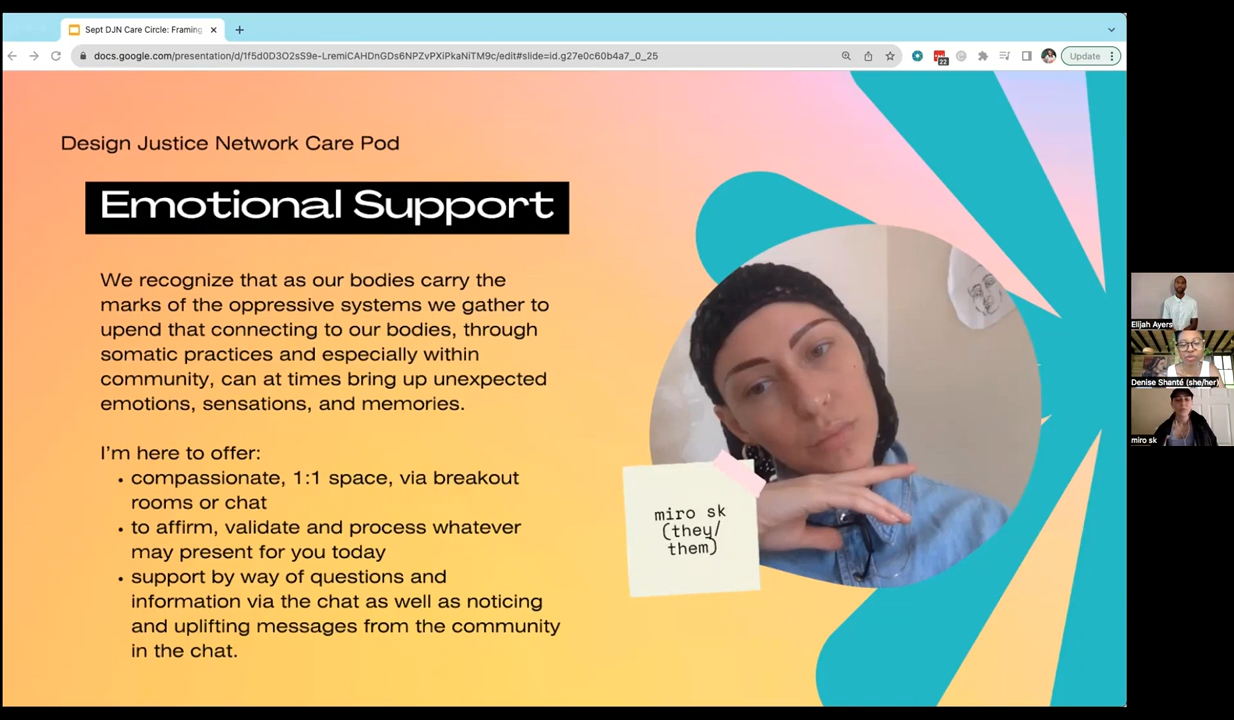 Sept DJN Care Circle: Framing
docs.google.com/presentation/d/1f5d0D3O2sS9e-LremiCAHDnGDs6NPZvPXiPkaNiTM9c/edit#slide=id.g27e0c60b4a7_0_25
22
Update
Design Justice Network Care Pod
Emotional Support
We recognize that as our bodies carry the
marks of the oppressive systems we gather to
upend that connecting to our bodies, through
somatic practices and especially within
community, can at times bring up unexpected
emotions, sensations, and memories.
I'm here to offer:
• compassionate, 1:1 space, via breakout
rooms or chat
• to affirm, validate and process whatever
may present for you today
• support by way of questions and
information via the chat as well as noticing
and uplifting messages from the community
in the chat.
miro sk
(they/
them)
Elijah Ayers
Denise Shanté (she/her)
miro sk